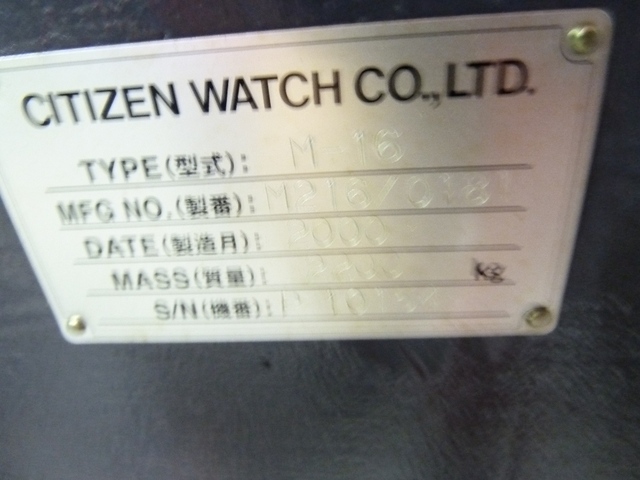 CITIZEN WATCH CO., LTD.
TYPE(型式): M-16
MFG NO.(製番):
DATE(製造月):
MASS(質量): kg
S/N(機番):